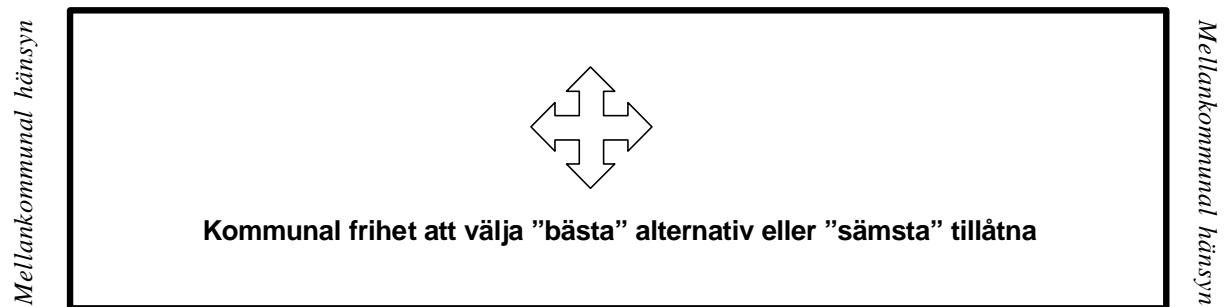 Mellankommunal hänsyn
Kommunal frihet att välja ”bästa” alternativ eller ”sämsta” tillåtna
Mellankommunal hänsyn